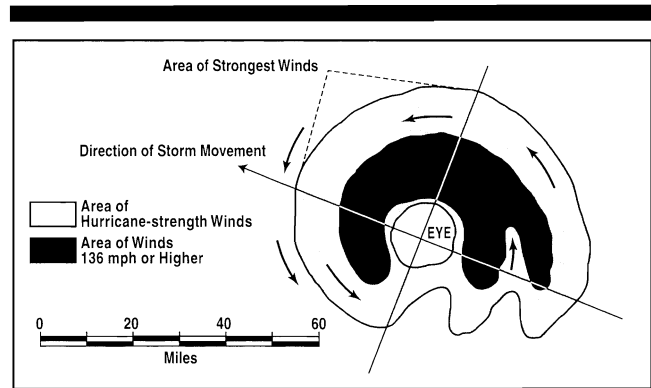 Area of Strongest Winds
Direction of Storm Movement
Area of
Hurricane-strength Winds
Area of Winds
136 mph or Higher
EYE
0 20 40 60
Miles